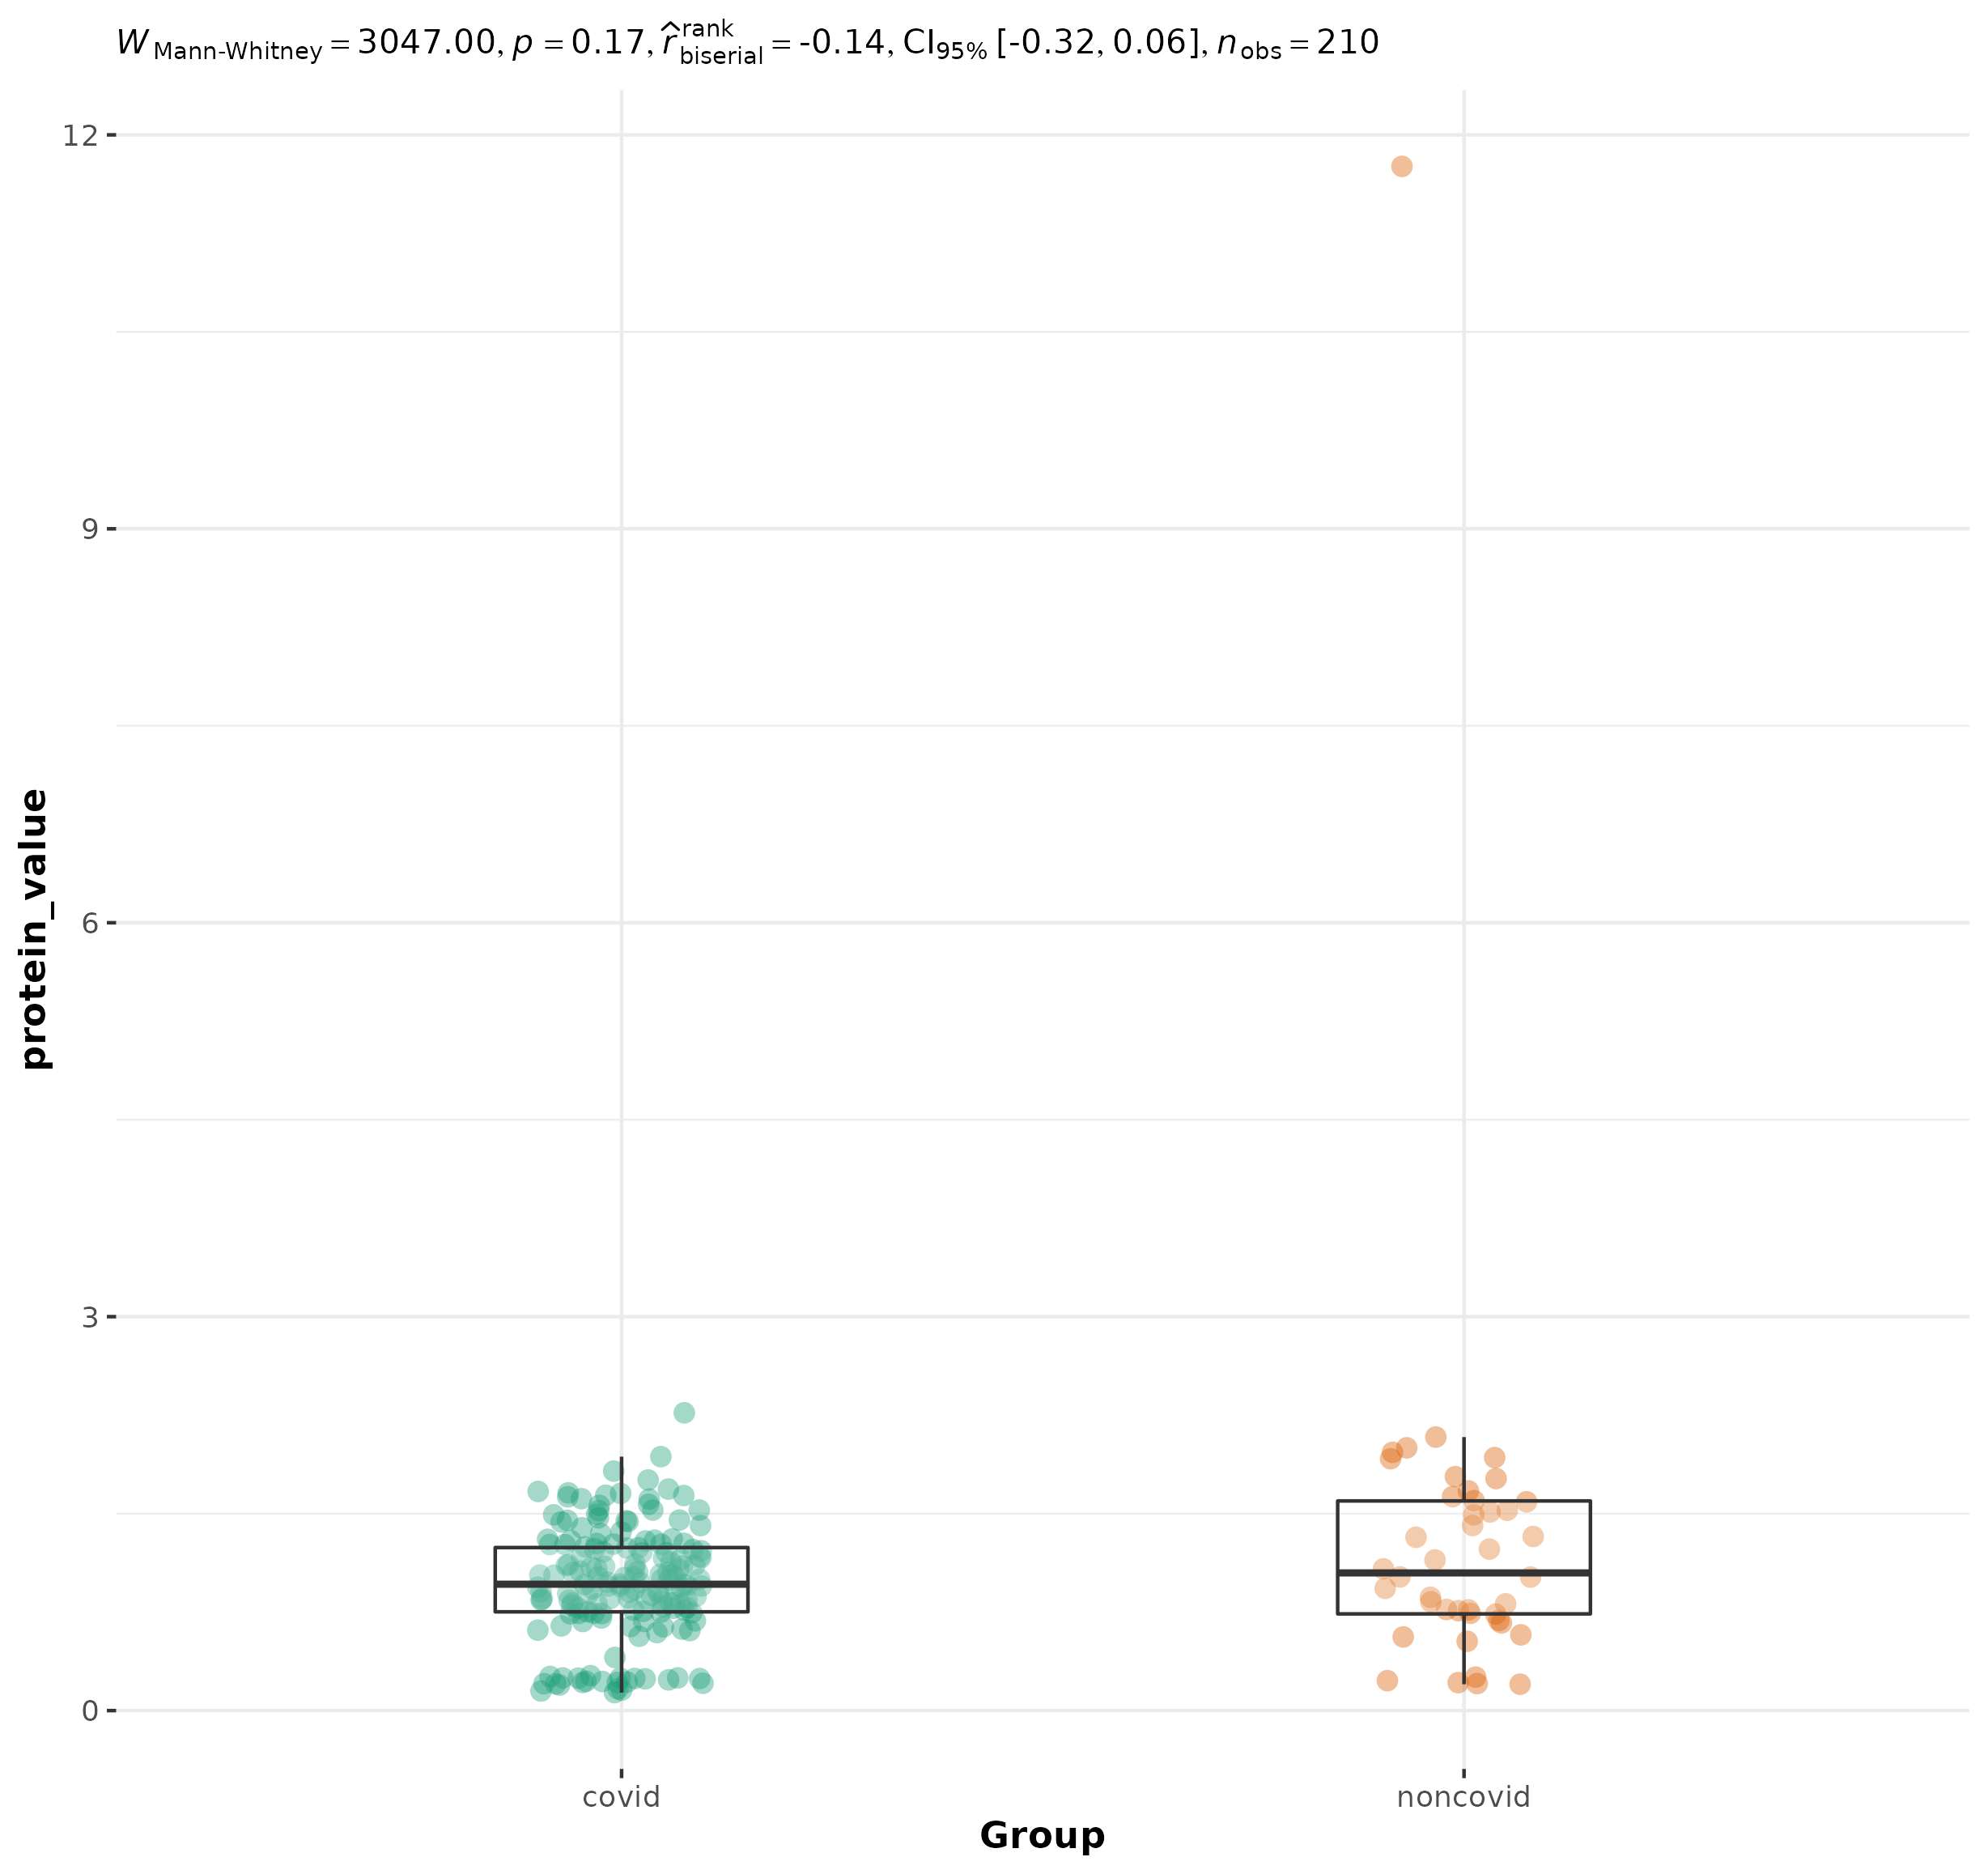 W Mann-Whitney = 3047.00, p = 0.17, r̂ rank biserial = -0.14, CI95% [-0.32, 0.06], n obs = 210
12
9
6
3
0
protein_value
covid noncovid
Group